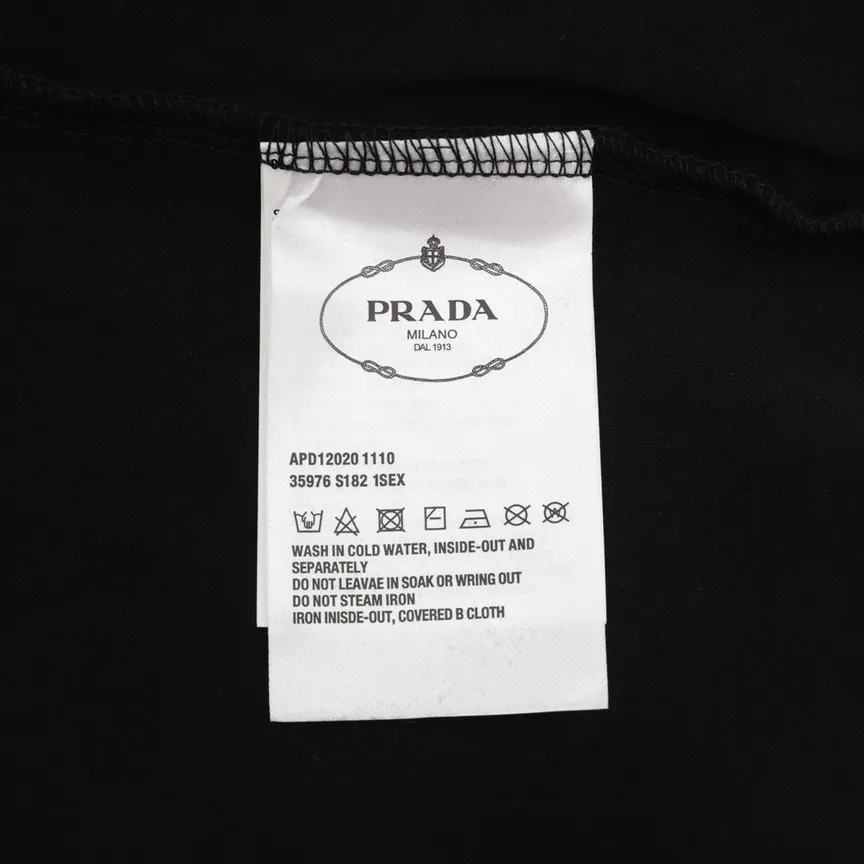 PRADA
MILANO
DAL 1913
APD12020 1110
35976 S182 1SEX
WASH IN COLD WATER, INSIDE-OUT AND
SEPARATELY
DO NOT LEAVAE IN SOAK OR WRING OUT
DO NOT STEAM IRON
IRON INISDE-OUT, COVERED B CLOTH